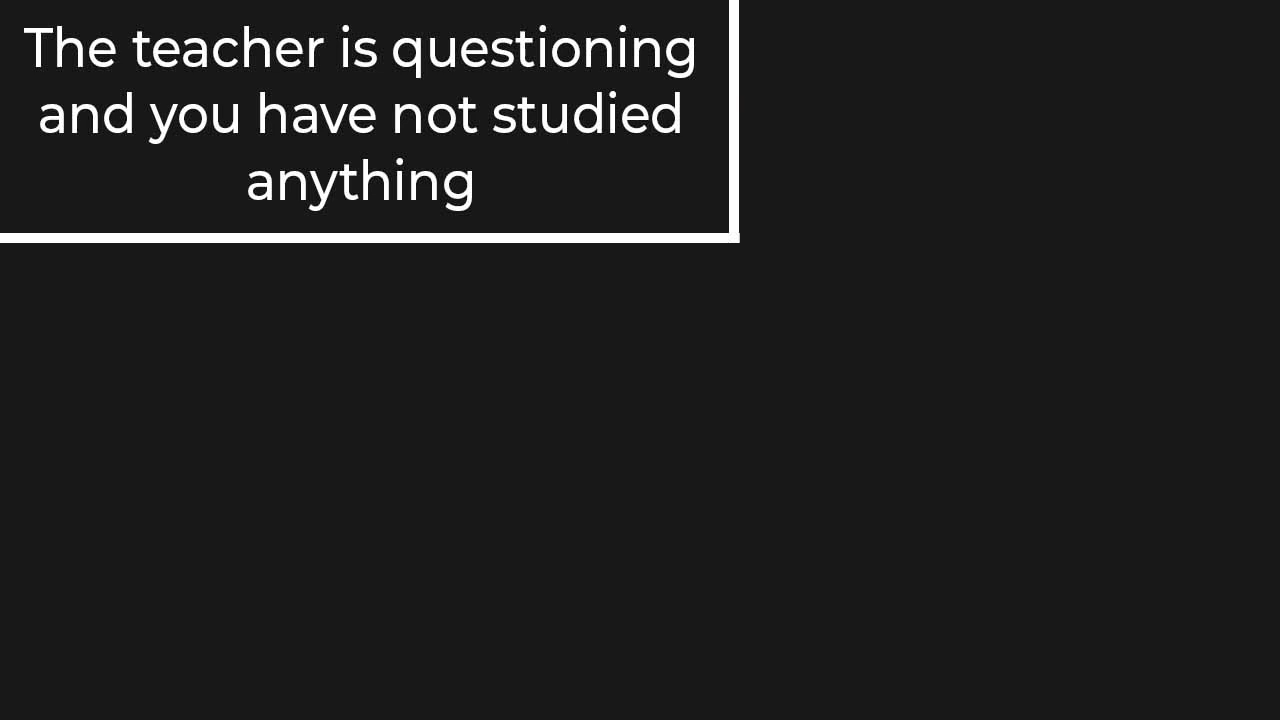 The teacher is questioning
and you have not studied
anything